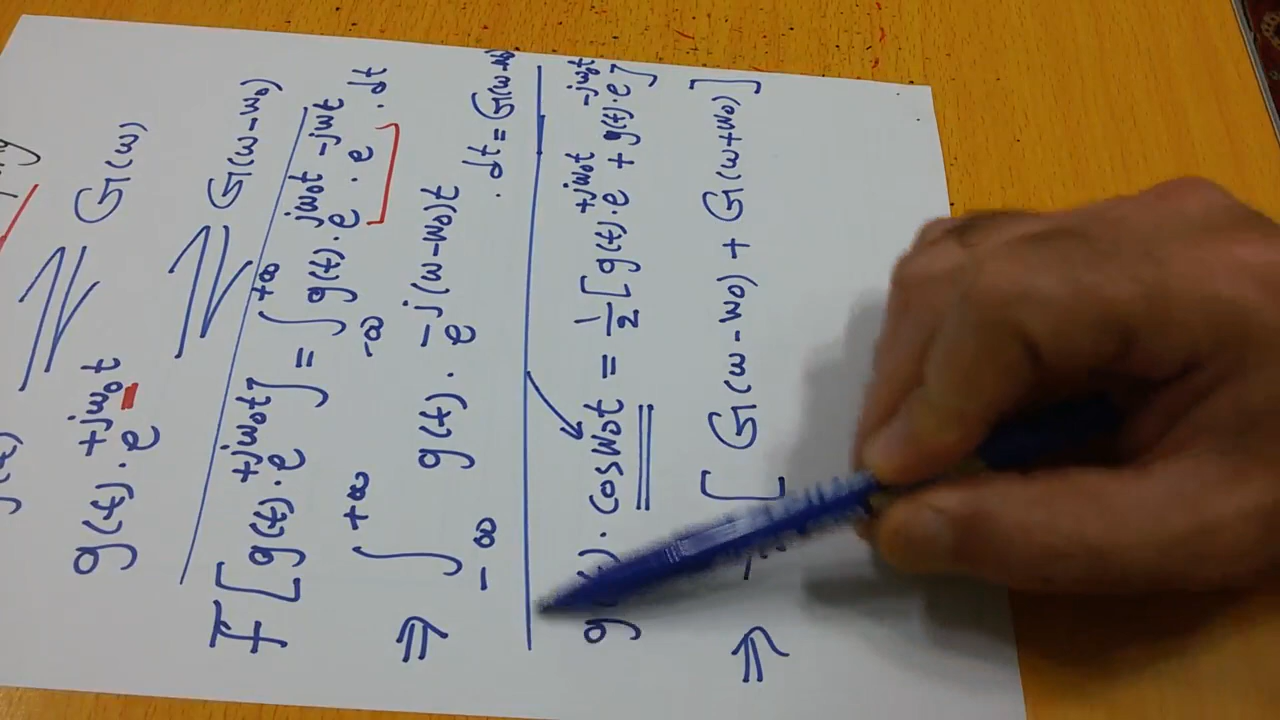 g(t) ⇌ G(ω)
g(t).e^{+jω₀t} ⇌ G(ω-ω₀)
F[g(t).e^{+jω₀t}] = ∫_{-∞}^{+∞} g(t).e^{jω₀t}.e^{-jωt}.dt
⇒ ∫_{-∞}^{+∞} g(t).e^{-j(ω-ω₀)t}.dt = G(ω-ω₀)
g(t).cosω₀t = 1/2[g(t).e^{+jω₀t} + g(t).e^{-jω₀t}]
⇒ [G(ω-ω₀) + G(ω+ω₀)]